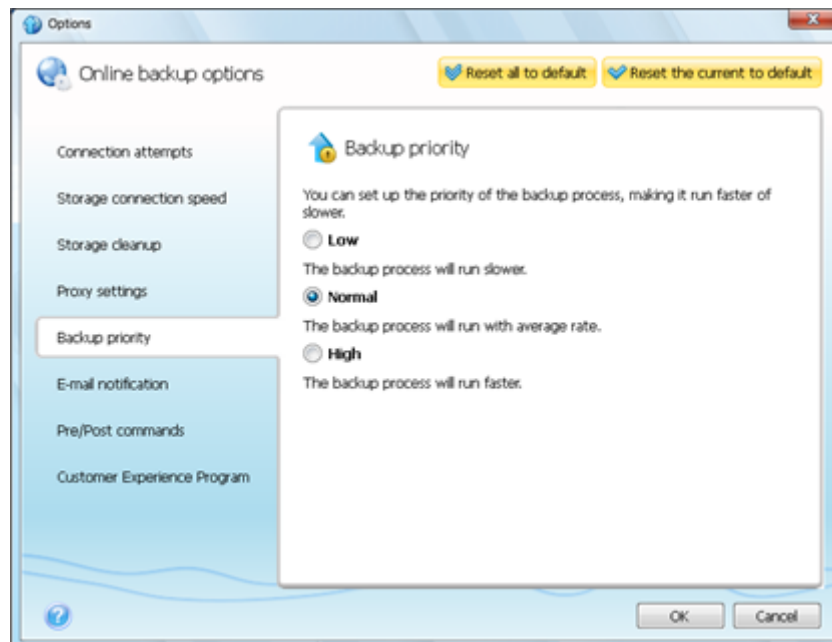 Options
Online backup options
Reset all to default
Reset the current to default
Connection attempts
Storage connection speed
Storage cleanup
Proxy settings
Backup priority
E-mail notification
Pre/Post commands
Customer Experience Program
Backup priority
You can set up the priority of the backup process, making it run faster of
slower.
Low
The backup process will run slower.
Normal
The backup process will run with average rate.
High
The backup process will run faster.
OK
Cancel